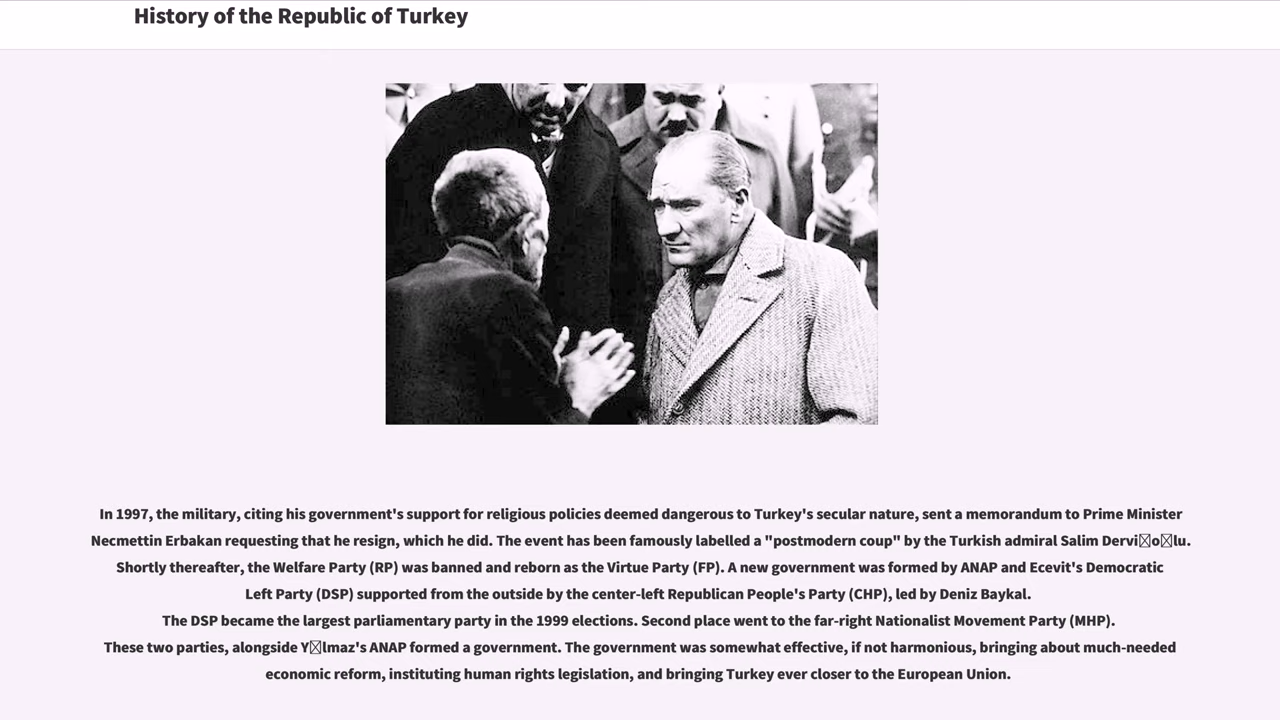 History of the Republic of Turkey
In 1997, the military, citing his government's support for religious policies deemed dangerous to Turkey's secular nature, sent a memorandum to Prime Minister
Necmettin Erbakan requesting that he resign, which he did. The event has been famously labelled a "postmodern coup" by the Turkish admiral Salim Dervi▯o▯lu.
Shortly thereafter, the Welfare Party (RP) was banned and reborn as the Virtue Party (FP). A new government was formed by ANAP and Ecevit's Democratic
Left Party (DSP) supported from the outside by the center-left Republican People's Party (CHP), led by Deniz Baykal.
The DSP became the largest parliamentary party in the 1999 elections. Second place went to the far-right Nationalist Movement Party (MHP).
These two parties, alongside Y▯lmaz's ANAP formed a government. The government was somewhat effective, if not harmonious, bringing about much-needed
economic reform, instituting human rights legislation, and bringing Turkey ever closer to the European Union.